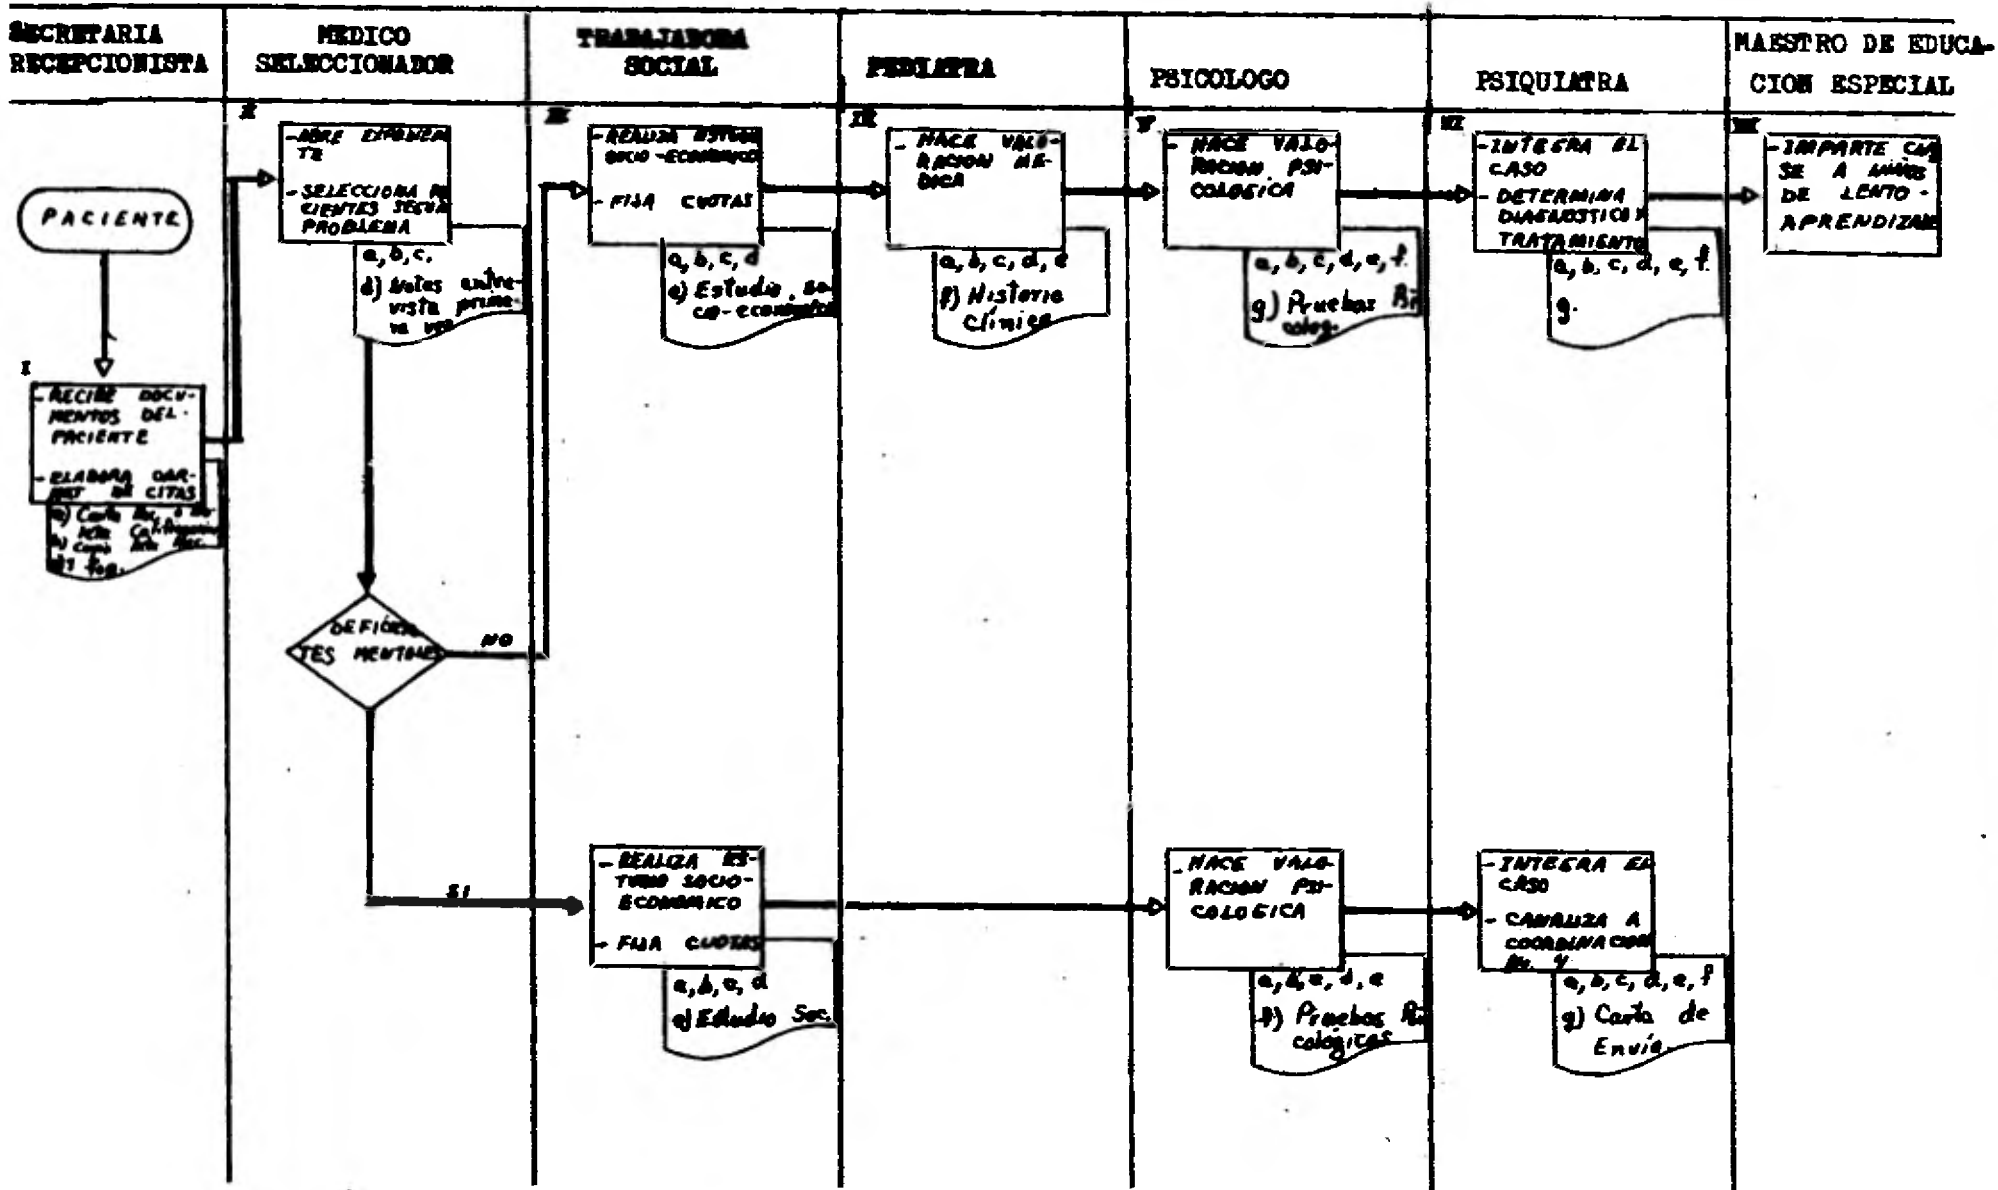 SECRETARIA
RECEPCIONISTA
MEDICO
SELECCIONADOR
TRABAJADORA
SOCIAL
PEDIATRA
PSICOLOGO
PSIQUIATRA
MAESTRO DE EDUCA-
CION ESPECIAL
PACIENTE
I
- RECIBE DOCU-
MENTOS DEL
PACIENTE
- ELABORA CAR-
NET DE CITAS
a) Carta
b)
c)
II
- ABRE EXPEDIEN
TE
- SELECCIONA PA
CIENTES SEGUN
PROBLEMA
a, b, c.
d) Notas entre-
vista prime-
ra vez
DEFICIEN
TES MENTALES
NO
SI
III
- REALIZA ESTUDIO
SOCIO-ECONOMICO
- FIJA CUOTAS
a, b, c, d
e) Estudio so-
cio-economico
IV
- HACE VALO-
RACION ME-
DICA
a, b, c, d, e
f) Historia
Clínica
V
- HACE VALO-
RACION PSI-
COLOGICA
a, b, c, d, e, f.
g) Pruebas Psi
colog.
VI
- INTEGRA EL
CASO
- DETERMINA
DIAGNOSTICO Y
TRATAMIENTO
a, b, c, d, e, f.
g.
VII
- IMPARTE CLA
SE A NIÑOS
DE LENTO -
APRENDIZAJE
- REALIZA ES-
TUDIO SOCIO-
ECONOMICO
- FIJA CUOTAS
a, b, c, d
e) Estudio Soc.
- HACE VALO-
RACION PSI-
COLOGICA
a, b, c, d, e
f) Pruebas Psi
cológicas
- INTEGRA EL
CASO
- CANALIZA A
COORDINACION
a, b, c, d, e, f
g) Carta de
Envío.